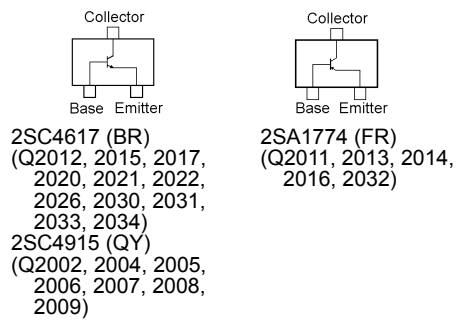 Collector
Base Emitter
2SC4617 (BR)
(Q2012, 2015, 2017,
2020, 2021, 2022,
2026, 2030, 2031,
2033, 2034)
2SC4915 (QY)
(Q2002, 2004, 2005,
2006, 2007, 2008,
2009)
Collector
Base Emitter
2SA1774 (FR)
(Q2011, 2013, 2014,
2016, 2032)